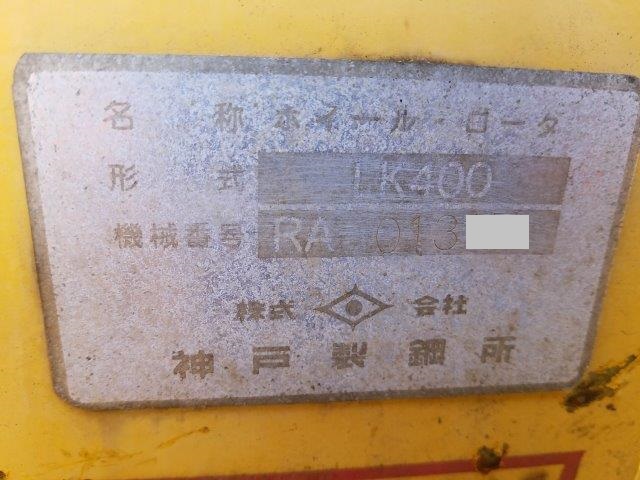 名称 ホイール・ローダ
形式 LK400
機械番号 RA 013
株式 会社
神戸製鋼所